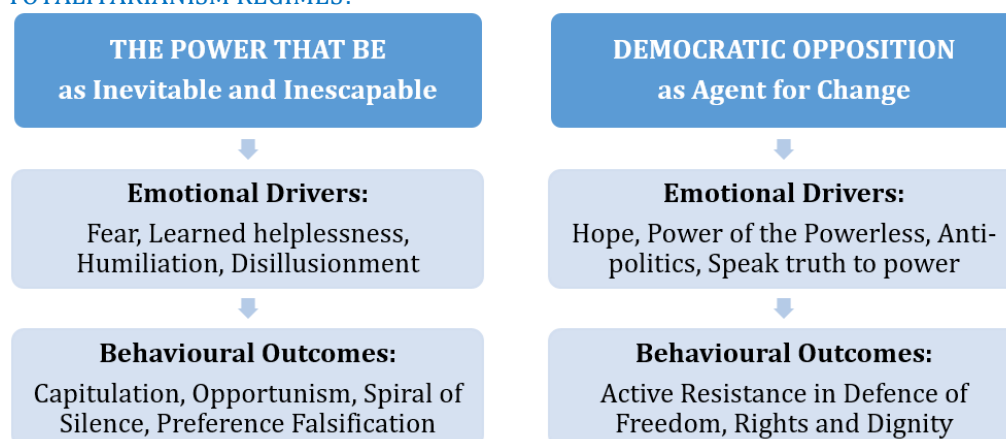 TOTALITARIANISM REGIMES?
THE POWER THAT BE
as Inevitable and Inescapable
Emotional Drivers:
Fear, Learned helplessness,
Humiliation, Disillusionment
Behavioural Outcomes:
Capitulation, Opportunism, Spiral of
Silence, Preference Falsification
DEMOCRATIC OPPOSITION
as Agent for Change
Emotional Drivers:
Hope, Power of the Powerless, Anti-
politics, Speak truth to power
Behavioural Outcomes:
Active Resistance in Defence of
Freedom, Rights and Dignity